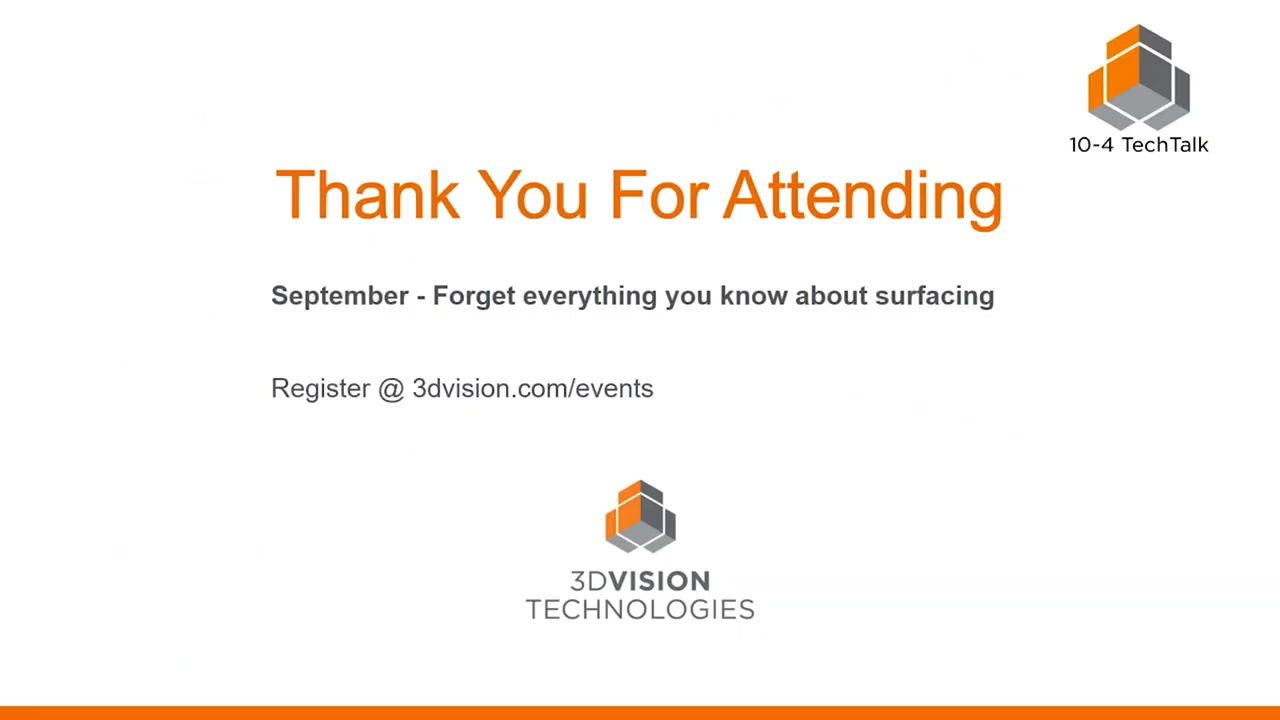 10-4 TechTalk
Thank You For Attending
September - Forget everything you know about surfacing
Register @ 3dvision.com/events
3DVISION
TECHNOLOGIES